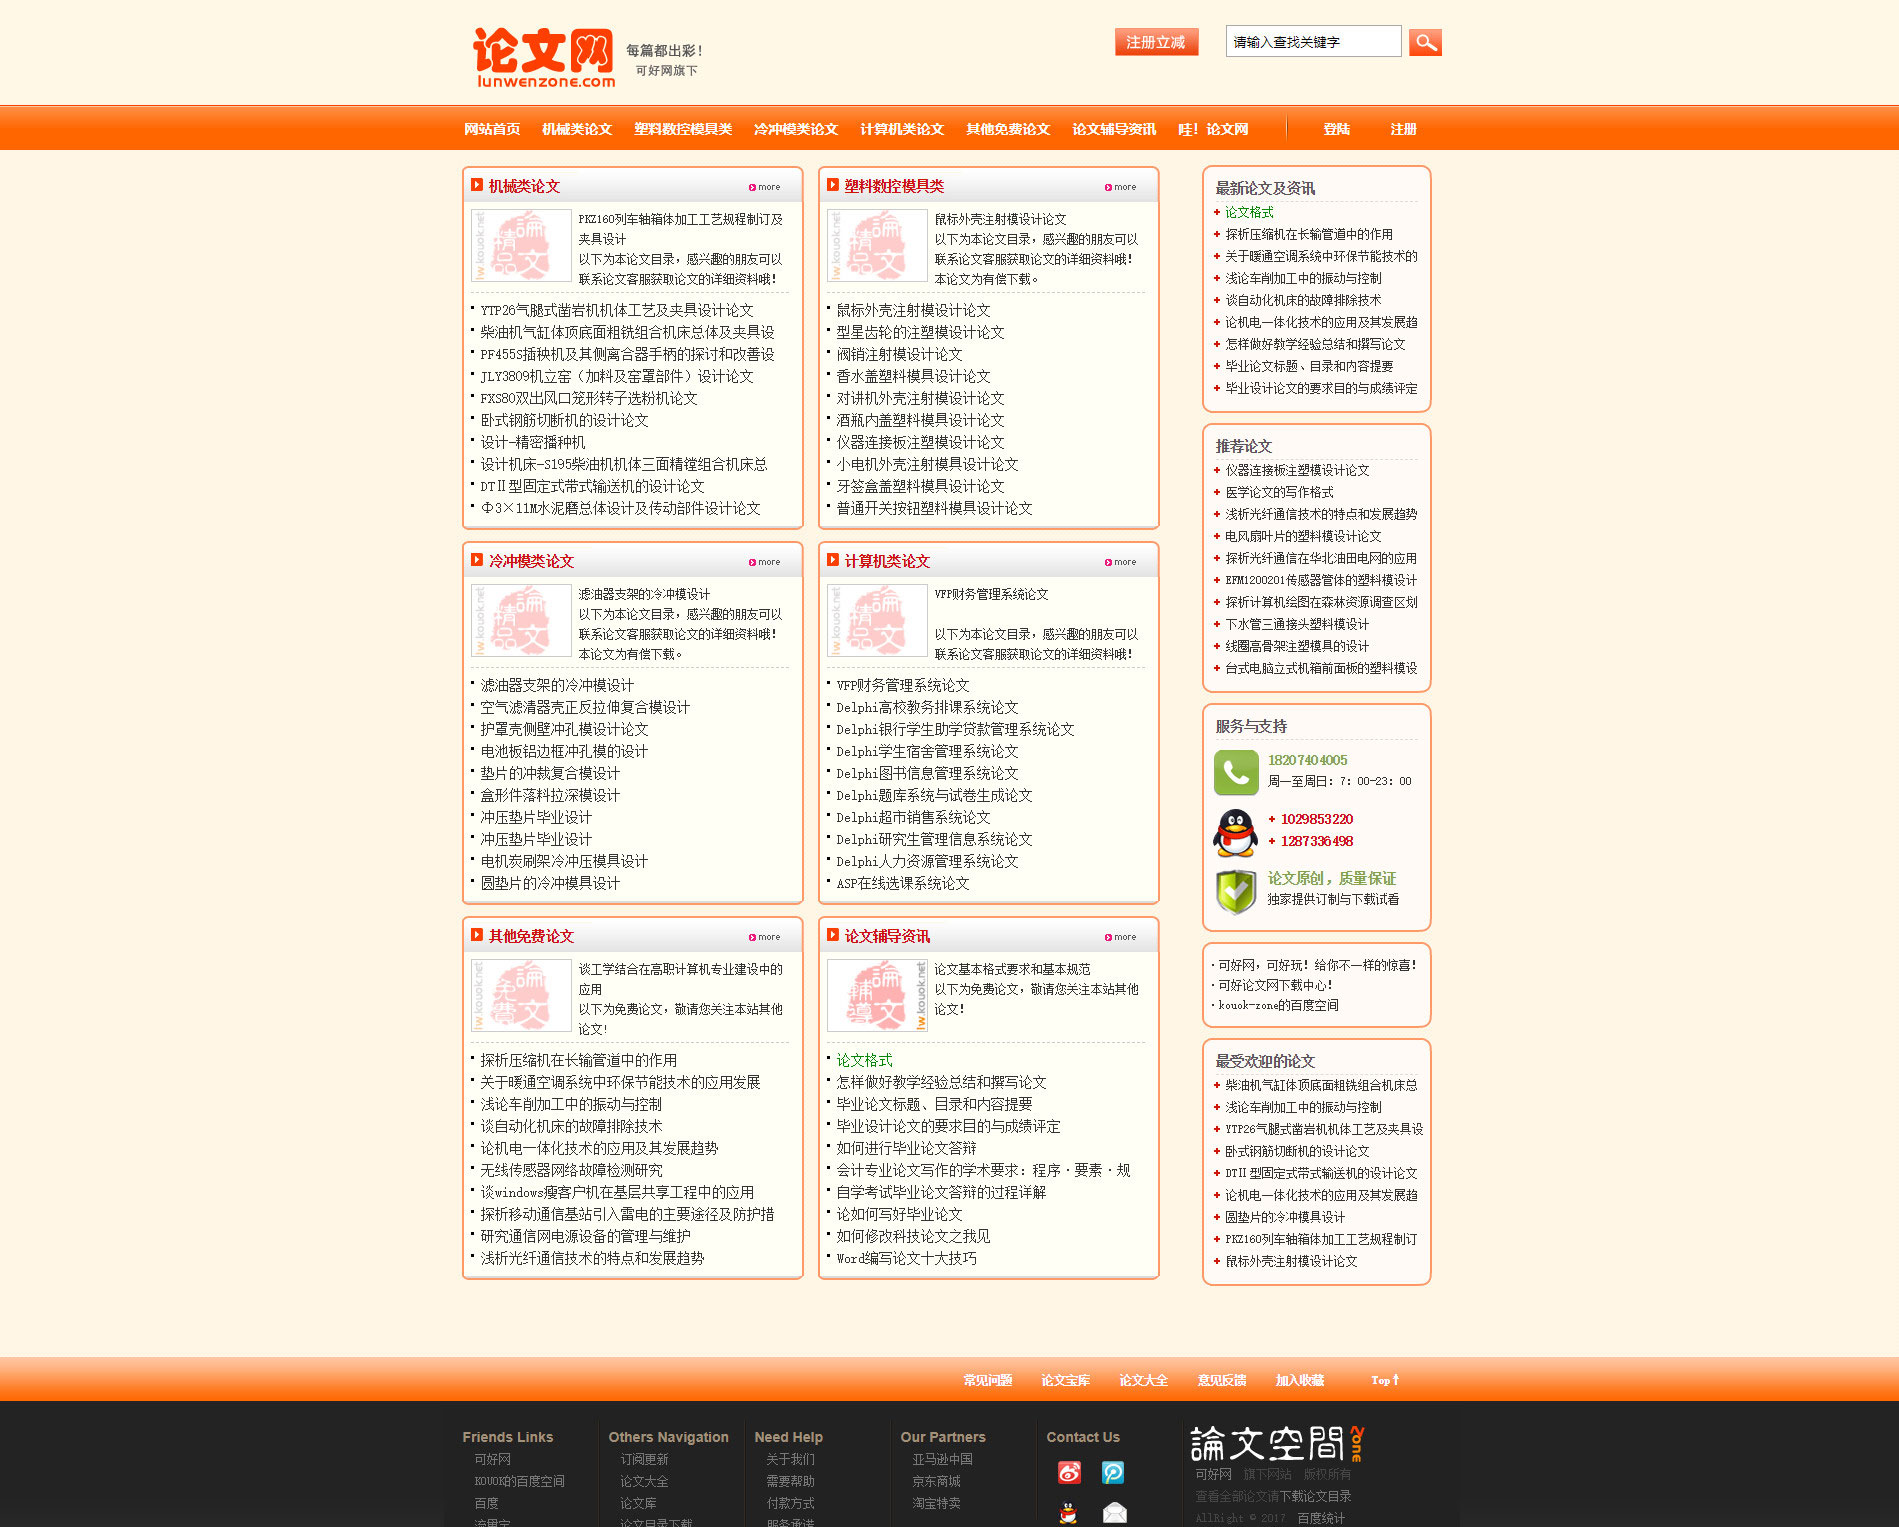 论文网
lunwenzone.com
每篇都出彩！
可好网旗下
注册立减
请输入查找关键字
网站首页 机械类论文 塑料数控模具类 冷冲模类论文 计算机类论文 其他免费论文 论文辅导资讯 哇！论文网 登陆 注册
机械类论文 more
PKZ160列车轴箱体加工工艺规程制订及
夹具设计
以下为本论文目录，感兴趣的朋友可以
联系论文客服获取论文的详细资料哦！
YTP26气腿式凿岩机机体工艺及夹具设计论文
柴油机气缸体顶底面粗铣组合机床总体及夹具设
PF455S插秧机及其侧离合器手柄的探讨和改善设
JLY3809机立窑（加料及窑罩部件）设计论文
FXS80双出风口笼形转子选粉机论文
卧式钢筋切断机的设计论文
设计-精密播种机
设计机床-S195柴油机机体三面精镗组合机床总
DTⅡ型固定式带式输送机的设计论文
Φ3×11M水泥磨总体设计及传动部件设计论文
塑料数控模具类 more
鼠标外壳注射模设计论文
以下为本论文目录，感兴趣的朋友可以
联系论文客服获取论文的详细资料哦！
本论文为有偿下载。
鼠标外壳注射模设计论文
型星齿轮的注塑模设计论文
阀销注射模设计论文
香水盖塑料模具设计论文
对讲机外壳注射模设计论文
酒瓶内盖塑料模具设计论文
仪器连接板注塑模设计论文
小电机外壳注射模具设计论文
牙签盒盖塑料模具设计论文
普通开关按钮塑料模具设计论文
冷冲模类论文 more
滤油器支架的冷冲模设计
以下为本论文目录，感兴趣的朋友可以
联系论文客服获取论文的详细资料哦！
本论文为有偿下载。
滤油器支架的冷冲模设计
空气滤清器壳正反拉伸复合模设计
护罩壳侧壁冲孔模设计论文
电池板铝边框冲孔模的设计
垫片的冲裁复合模设计
盒形件落料拉深模设计
冲压垫片毕业设计
冲压垫片毕业设计
电机炭刷架冷冲压模具设计
圆垫片的冷冲模具设计
计算机类论文 more
VFP财务管理系统论文
以下为本论文目录，感兴趣的朋友可以
联系论文客服获取论文的详细资料哦！
VFP财务管理系统论文
Delphi高校教务排课系统论文
Delphi银行学生助学贷款管理系统论文
Delphi学生宿舍管理系统论文
Delphi图书信息管理系统论文
Delphi题库系统与试卷生成论文
Delphi超市销售系统论文
Delphi研究生管理信息系统论文
Delphi人力资源管理系统论文
ASP在线选课系统论文
其他免费论文 more
谈工学结合在高职计算机专业建设中的
应用
以下为免费论文，敬请您关注本站其他
论文！
探析压缩机在长输管道中的作用
关于暖通空调系统中环保节能技术的应用发展
浅论车削加工中的振动与控制
谈自动化机床的故障排除技术
论机电一体化技术的应用及其发展趋势
无线传感器网络故障检测研究
谈windows瘦客户机在基层共享工程中的应用
探析移动通信基站引入雷电的主要途径及防护措
研究通信网电源设备的管理与维护
浅析光纤通信技术的特点和发展趋势
论文辅导资讯 more
论文基本格式要求和基本规范
以下为免费论文，敬请您关注本站其他
论文！
论文格式
怎样做好教学经验总结和撰写论文
毕业论文标题、目录和内容提要
毕业设计论文的要求目的与成绩评定
如何进行毕业论文答辩
会计专业论文写作的学术要求：程序·要素·规
自学考试毕业论文答辩的过程详解
论如何写好毕业论文
如何修改科技论文之我见
Word编写论文十大技巧
最新论文及资讯
论文格式
探析压缩机在长输管道中的作用
关于暖通空调系统中环保节能技术的
浅论车削加工中的振动与控制
谈自动化机床的故障排除技术
论机电一体化技术的应用及其发展趋
怎样做好教学经验总结和撰写论文
毕业论文标题、目录和内容提要
毕业设计论文的要求目的与成绩评定
推荐论文
仪器连接板注塑模设计论文
医学论文的写作格式
浅析光纤通信技术的特点和发展趋势
电风扇叶片的塑料模设计论文
探析光纤通信在华北油田电网的应用
EFM1200201传感器管体的塑料模设计
探析计算机绘图在森林资源调查区划
下水管三通接头塑料模设计
线圈高骨架注塑模具的设计
台式电脑立式机箱前面板的塑料模设
服务与支持
18207404005
周一至周日：7：00-23：00
+ 1029853220
+ 1287336498
论文原创，质量保证
独家提供订制与下载试看
·可好网，可好玩！给你不一样的惊喜！
·可好论文网下载中心！
·kouok-zone的百度空间
最受欢迎的论文
柴油机气缸体顶底面粗铣组合机床总
浅论车削加工中的振动与控制
YTP26气腿式凿岩机机体工艺及夹具设
卧式钢筋切断机的设计论文
DTⅡ型固定式带式输送机的设计论文
论机电一体化技术的应用及其发展趋
圆垫片的冷冲模具设计
PKZ160列车轴箱体加工工艺规程制订
鼠标外壳注射模设计论文
常见问题 论文宝库 论文大全 意见反馈 加入收藏 Top↑
Friends Links
可好网
KOUOK的百度空间
百度
Others Navigation
订阅更新
论文大全
论文库
论文目录下载
Need Help
关于我们
需要帮助
付款方式
服务承诺
Our Partners
亚马逊中国
京东商城
淘宝特卖
Contact Us
論文空間 zone
可好网 旗下网站 版权所有
查看全部论文请下载论文目录
AllRight © 2017 百度统计